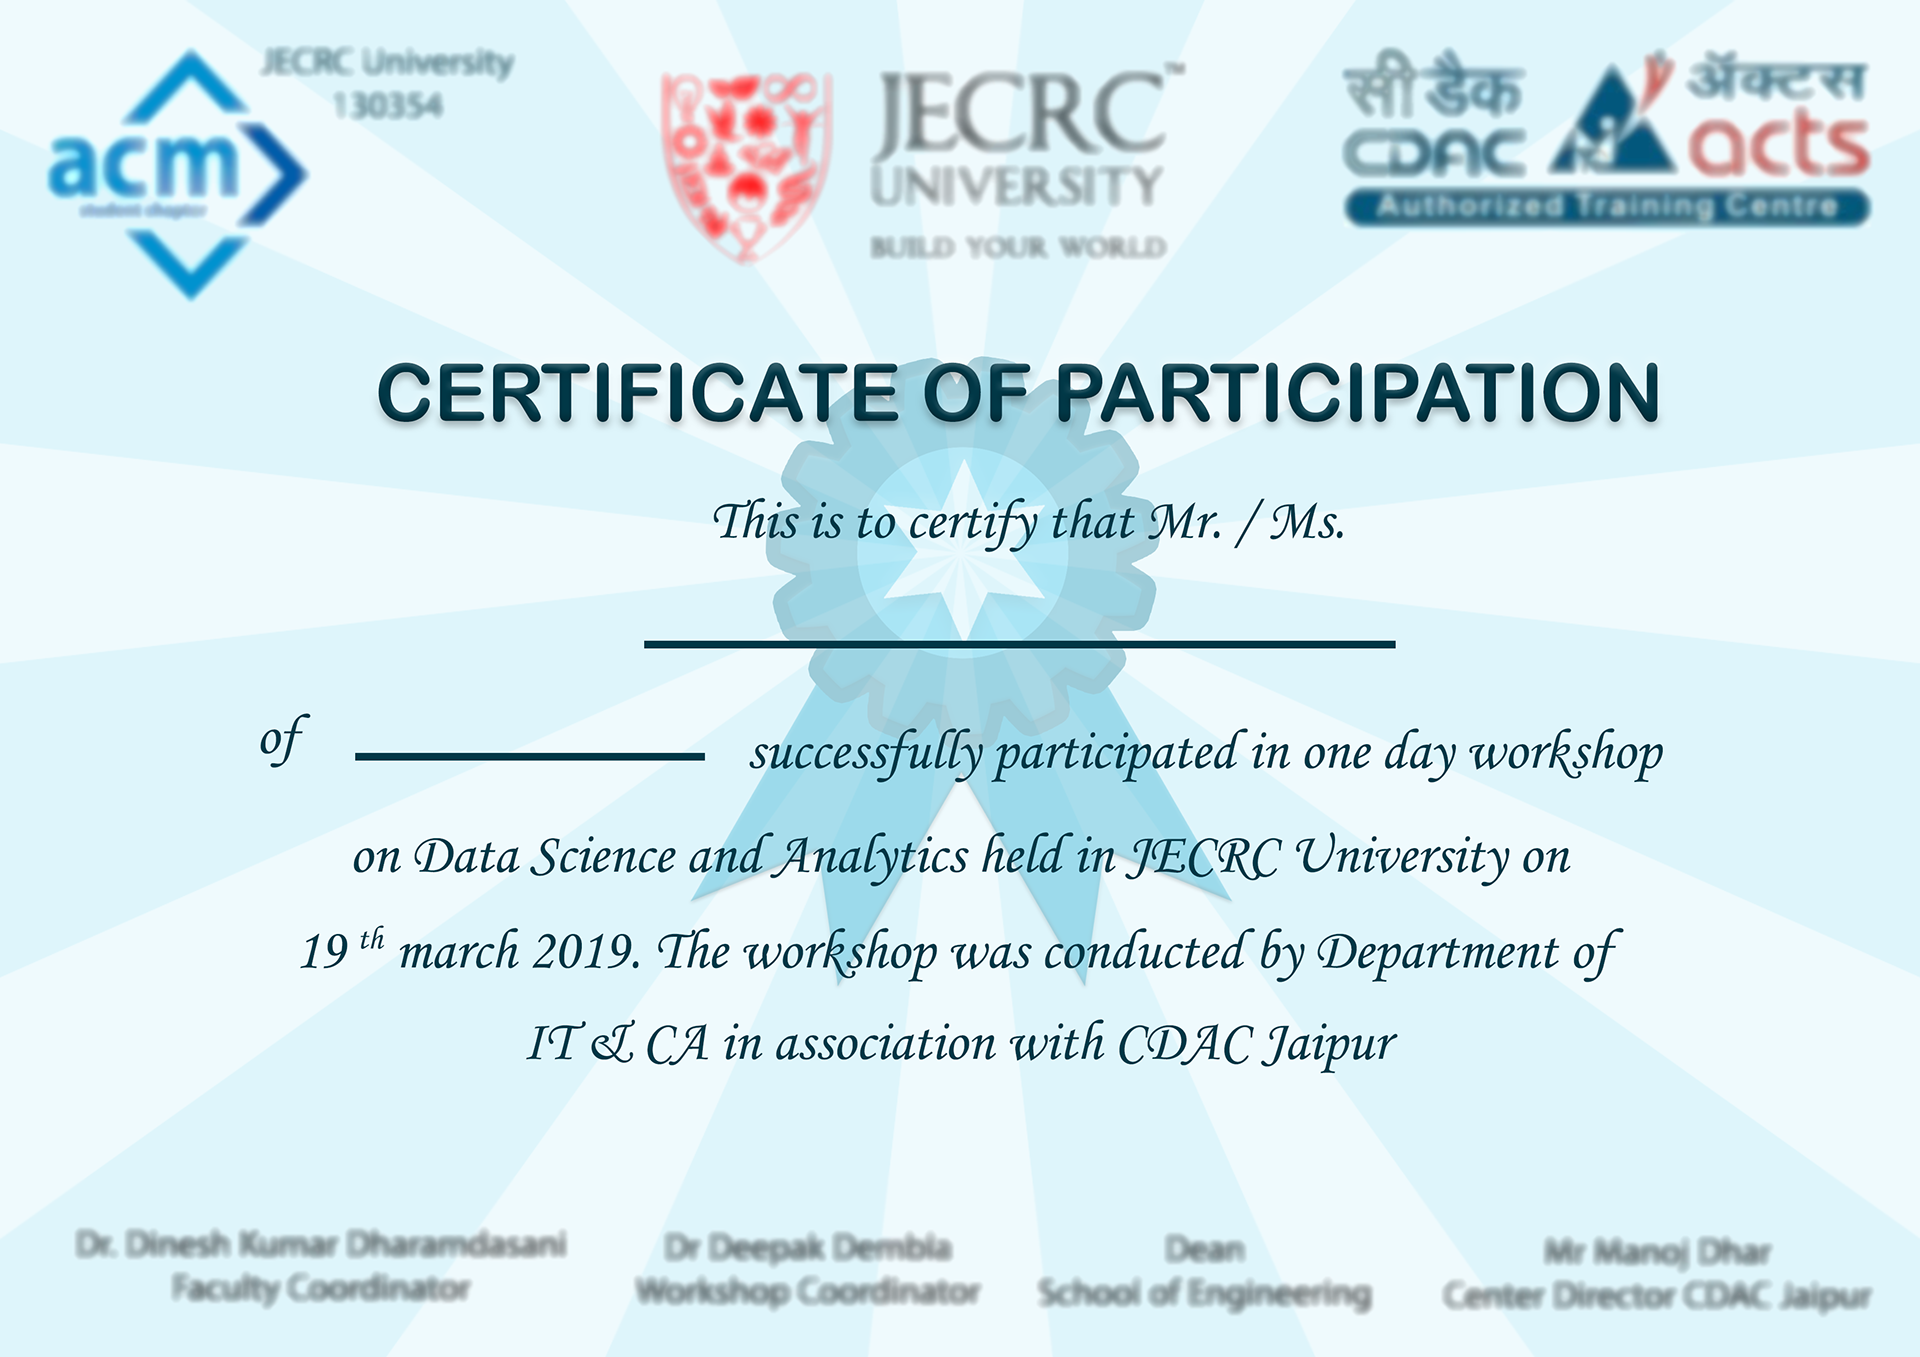 JECRC University
130354
acm
student chapter
JECRC™
UNIVERSITY
BUILD YOUR WORLD
सी डैक
CDAC
ॲक्टस
acts
Authorized Training Centre
CERTIFICATE OF PARTICIPATION
This is to certify that Mr. / Ms.
of successfully participated in one day workshop
on Data Science and Analytics held in JECRC University on
19 th march 2019. The workshop was conducted by Department of
IT & CA in association with CDAC Jaipur
Dr. Dinesh Kumar Dharamdasani
Faculty Coordinator
Dr Deepak Dembla
Workshop Coordinator
Dean
School of Engineering
Mr Manoj Dhar
Center Director CDAC Jaipur